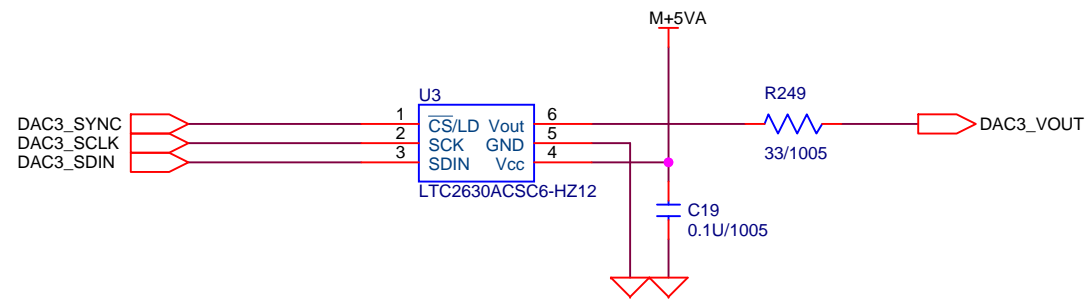 M+5VA
U3
R249
DAC3_SYNC 1 CS/LD Vout 6 DAC3_VOUT
DAC3_SCLK 2 SCK GND 5
DAC3_SDIN 3 SDIN Vcc 4
33/1005
LTC2630ACSC6-HZ12
C19
0.1U/1005